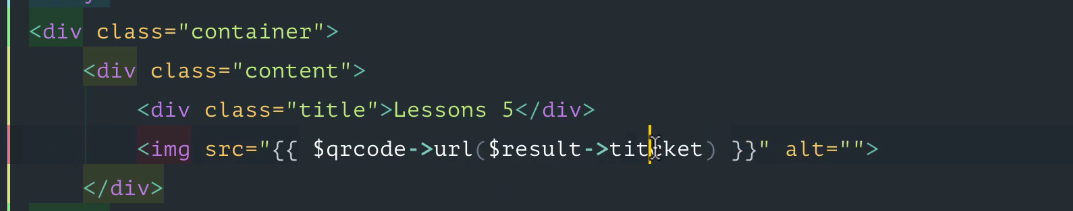 <div class="container">
<div class="content">
<div class="title">Lessons 5</div>
<img src="{{ $qrcode->url($result->titcket) }}" alt="">
</div>